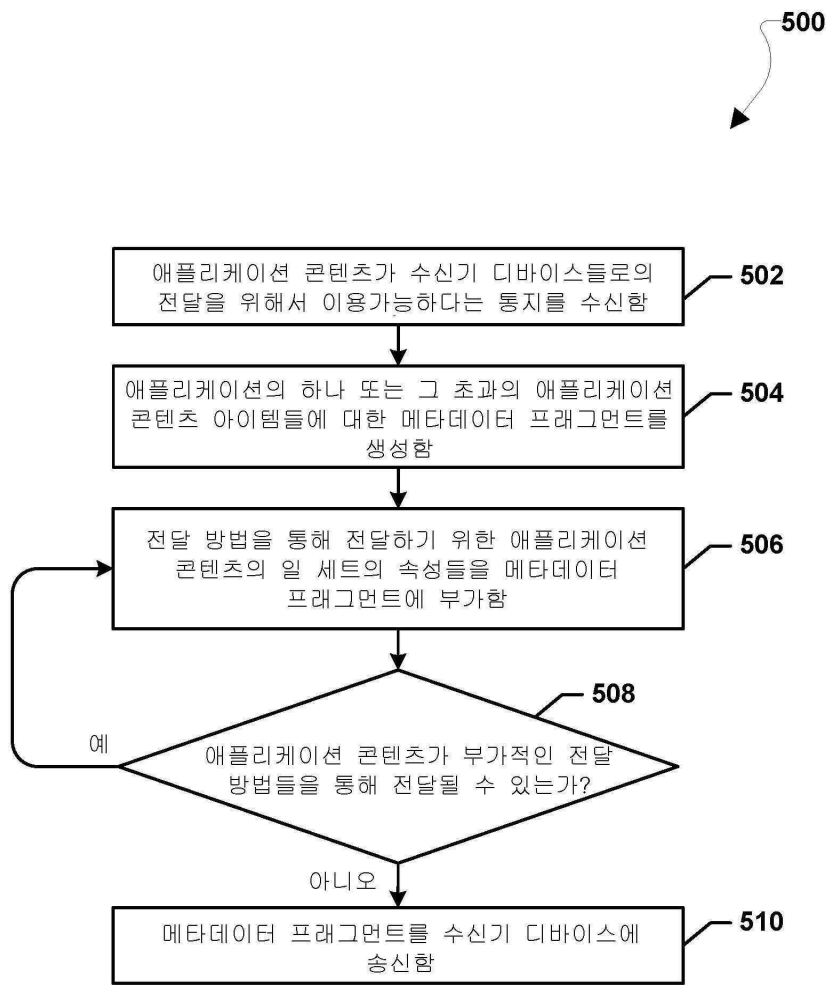 500
애플리케이션 콘텐츠가 수신기 디바이스들로의
전달을 위해서 이용가능하다는 통지를 수신함
502
애플리케이션의 하나 또는 그 초과의 애플리케이션
콘텐츠 아이템들에 대한 메타데이터 프래그먼트를
생성함
504
전달 방법을 통해 전달하기 위한 애플리케이션
콘텐츠의 일 세트의 속성들을 메타데이터
프래그먼트에 부가함
506
508
예
애플리케이션 콘텐츠가 부가적인 전달
방법들을 통해 전달될 수 있는가?
아니오
메타데이터 프래그먼트를 수신기 디바이스에
송신함
510